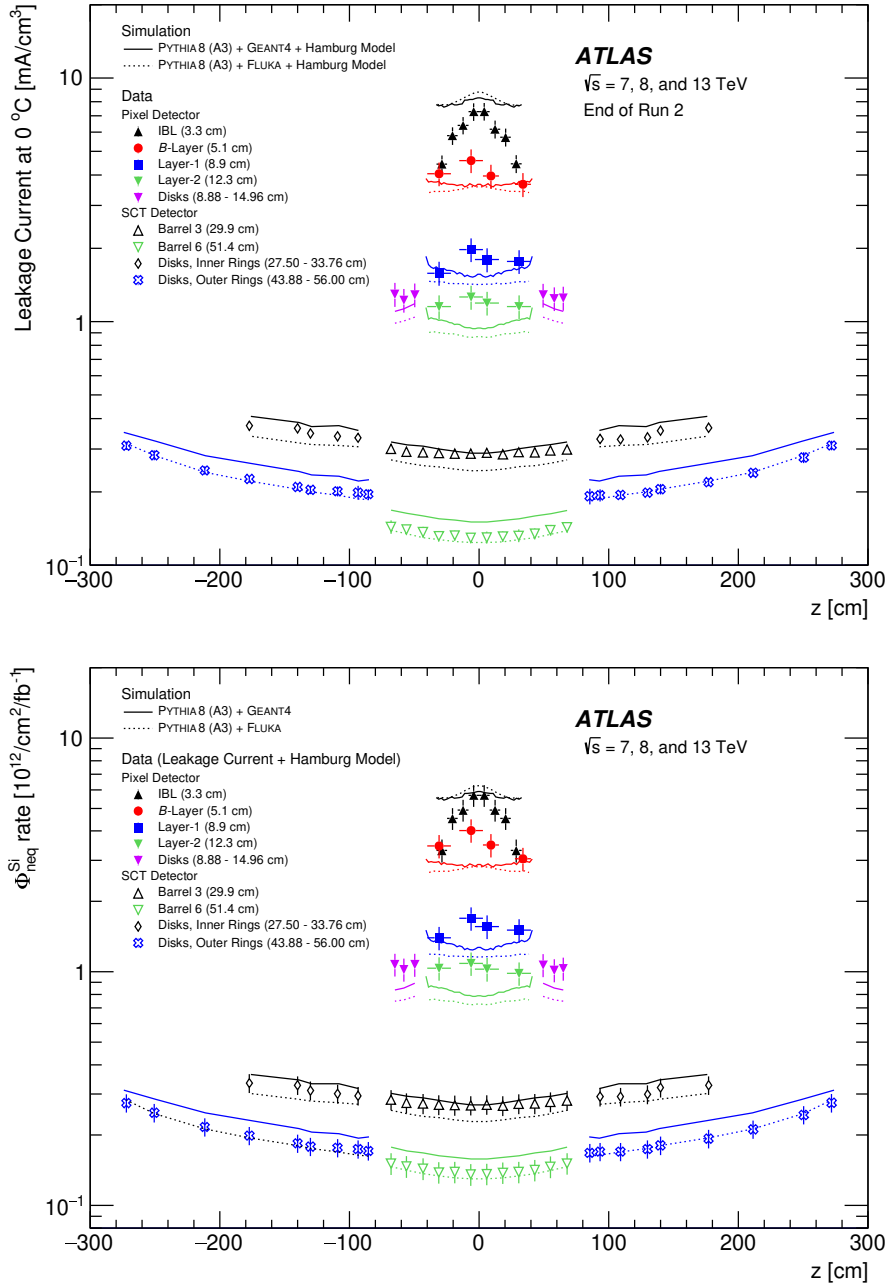 Leakage Current at 0 °C [mA/cm3]
Simulation
PYTHIA 8 (A3) + GEANT4 + Hamburg Model
PYTHIA 8 (A3) + FLUKA + Hamburg Model
Data
Pixel Detector
IBL (3.3 cm)
B-Layer (5.1 cm)
Layer-1 (8.9 cm)
Layer-2 (12.3 cm)
Disks (8.88 - 14.96 cm)
SCT Detector
Barrel 3 (29.9 cm)
Barrel 6 (51.4 cm)
Disks, Inner Rings (27.50 - 33.76 cm)
Disks, Outer Rings (43.88 - 56.00 cm)
ATLAS
√s = 7, 8, and 13 TeV
End of Run 2
10
1
10⁻¹
−300 −200 −100 0 100 200 300
z [cm]
Φ^Si_neq rate [10¹²/cm²/fb⁻¹]
Simulation
PYTHIA 8 (A3) + GEANT4
PYTHIA 8 (A3) + FLUKA
Data (Leakage Current + Hamburg Model)
Pixel Detector
IBL (3.3 cm)
B-Layer (5.1 cm)
Layer-1 (8.9 cm)
Layer-2 (12.3 cm)
Disks (8.88 - 14.96 cm)
SCT Detector
Barrel 3 (29.9 cm)
Barrel 6 (51.4 cm)
Disks, Inner Rings (27.50 - 33.76 cm)
Disks, Outer Rings (43.88 - 56.00 cm)
ATLAS
√s = 7, 8, and 13 TeV
10
1
10⁻¹
−300 −200 −100 0 100 200 300
z [cm]